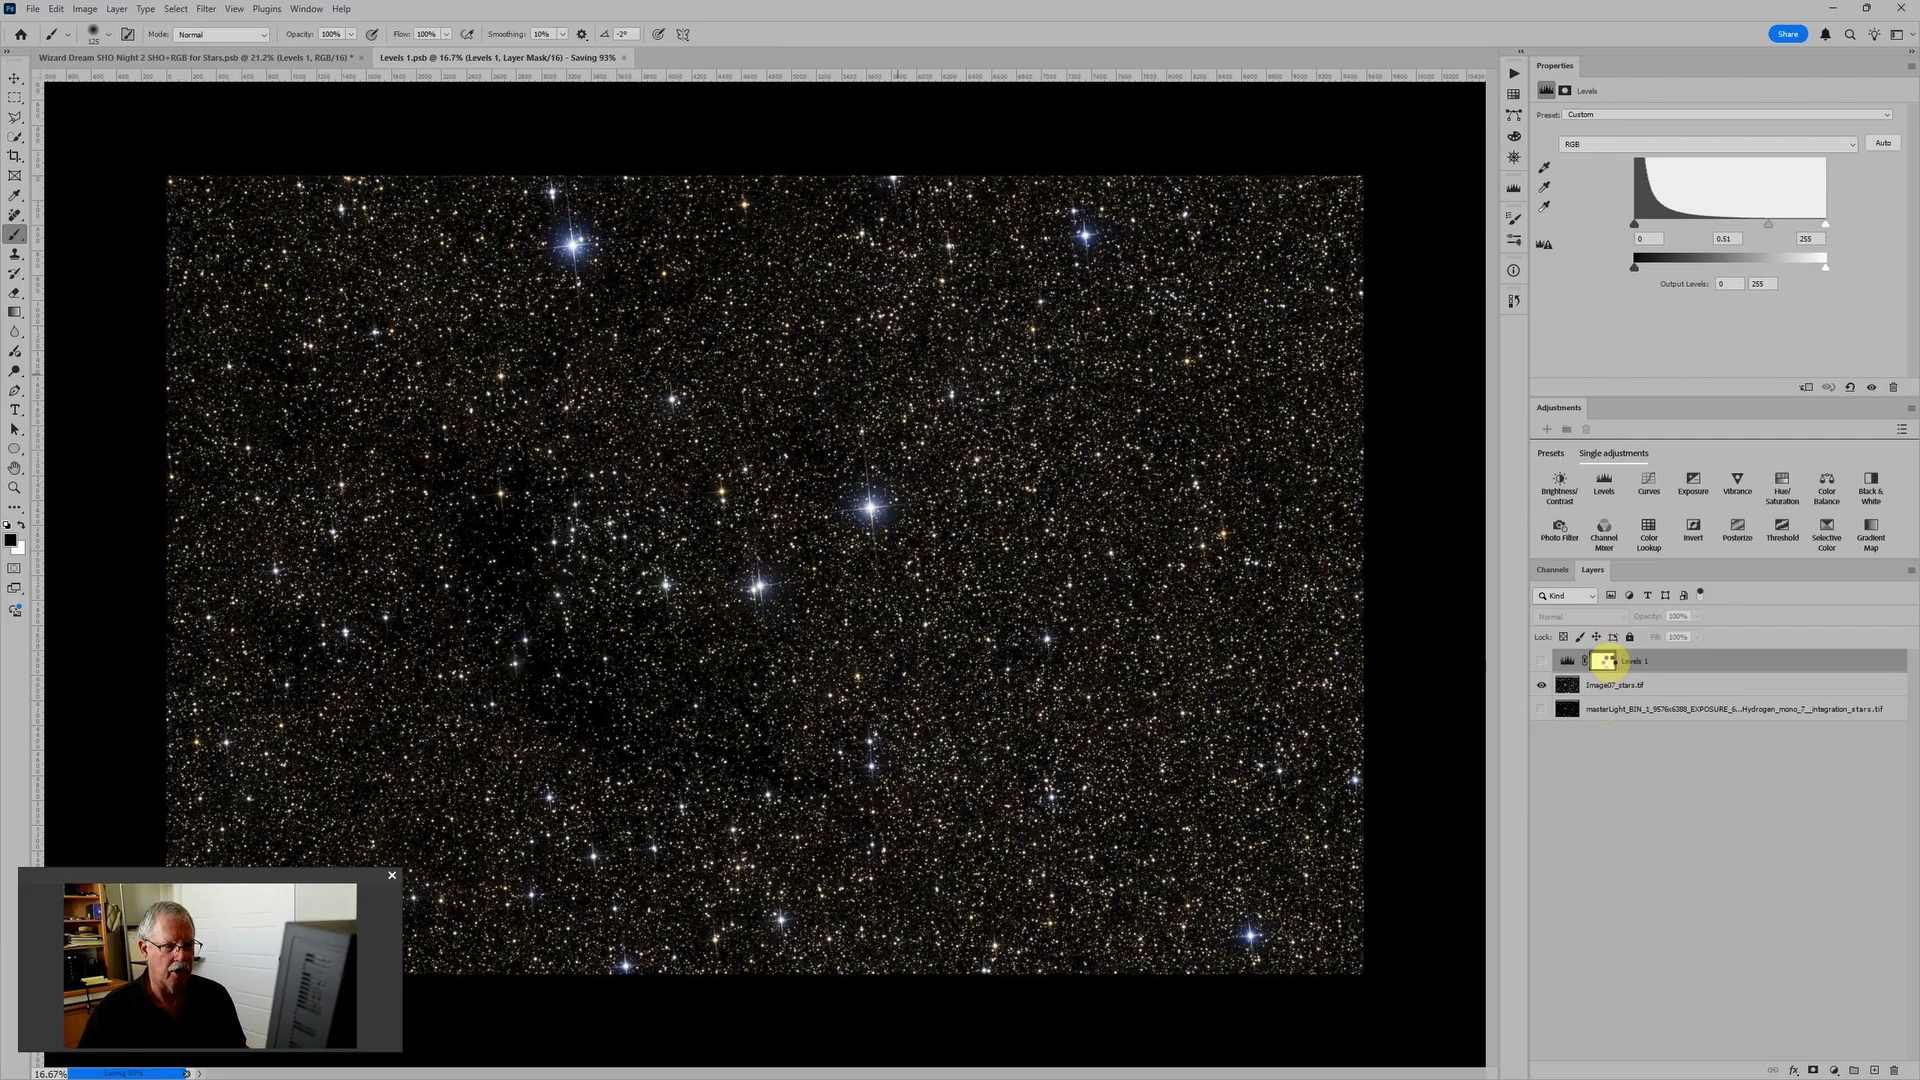 Ps File Edit Image Layer Type Select Filter View Plugins Window Help
125 Mode: Normal Opacity: 100% Flow: 100% Smoothing: 10% -2° Share
Wizard Dream SHO Night 2 SHO+RGB for Stars.psb @ 21.2% (Levels 1, RGB/16) * × Levels 1.psb @ 16.7% (Levels 1, Layer Mask/16) - Saving 93% ×
Properties
Levels
Preset: Custom
RGB Auto
0 0.51 255
Output Levels: 0 255
Adjustments
Presets Single adjustments
Brightness/ Contrast
Levels
Curves
Exposure
Vibrance
Hue/ Saturation
Color Balance
Black & White
Photo Filter
Channel Mixer
Color Lookup
Invert
Posterize
Threshold
Selective Color
Gradient Map
Channels Layers
Kind
Normal Opacity: 100%
Lock: Fill: 100%
Levels 1
Image07_stars.tif
masterLight_BIN_1_9576x6388_EXPOSURE_6...Hydrogen_mono_7__integration_stars.tif
16.67% Saving 93%